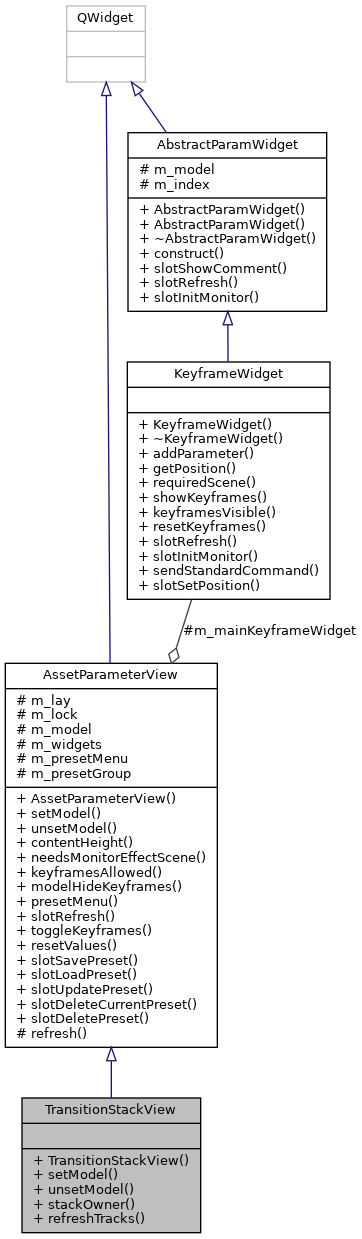 QWidget
AbstractParamWidget
# m_model
# m_index
+ AbstractParamWidget()
+ AbstractParamWidget()
+ ~AbstractParamWidget()
+ construct()
+ slotShowComment()
+ slotRefresh()
+ slotInitMonitor()
KeyframeWidget
+ KeyframeWidget()
+ ~KeyframeWidget()
+ addParameter()
+ getPosition()
+ requiredScene()
+ showKeyframes()
+ keyframesVisible()
+ resetKeyframes()
+ slotRefresh()
+ slotInitMonitor()
+ sendStandardCommand()
+ slotSetPosition()
#m_mainKeyframeWidget
AssetParameterView
# m_lay
# m_lock
# m_model
# m_widgets
# m_presetMenu
# m_presetGroup
+ AssetParameterView()
+ setModel()
+ unsetModel()
+ contentHeight()
+ needsMonitorEffectScene()
+ keyframesAllowed()
+ modelHideKeyframes()
+ presetMenu()
+ slotRefresh()
+ toggleKeyframes()
+ resetValues()
+ slotSavePreset()
+ slotLoadPreset()
+ slotUpdatePreset()
+ slotDeleteCurrentPreset()
+ slotDeletePreset()
# refresh()
TransitionStackView
+ TransitionStackView()
+ setModel()
+ unsetModel()
+ stackOwner()
+ refreshTracks()